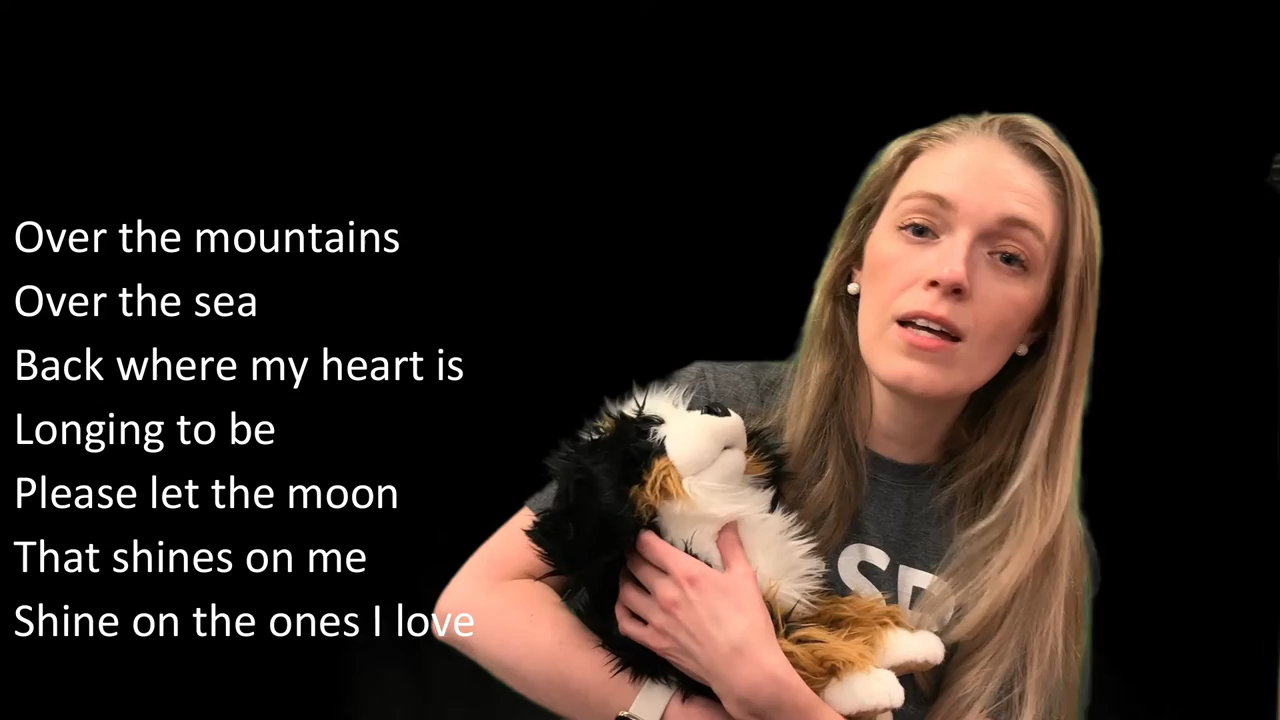 Over the mountains
Over the sea
Back where my heart is
Longing to be
Please let the moon
That shines on me
Shine on the ones I love